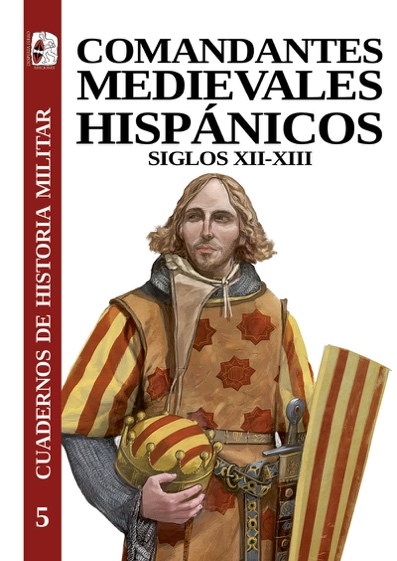 COMANDANTES
MEDIEVALES
HISPÁNICOS
SIGLOS XII-XIII
CUADERNOS DE HISTORIA MILITAR
5